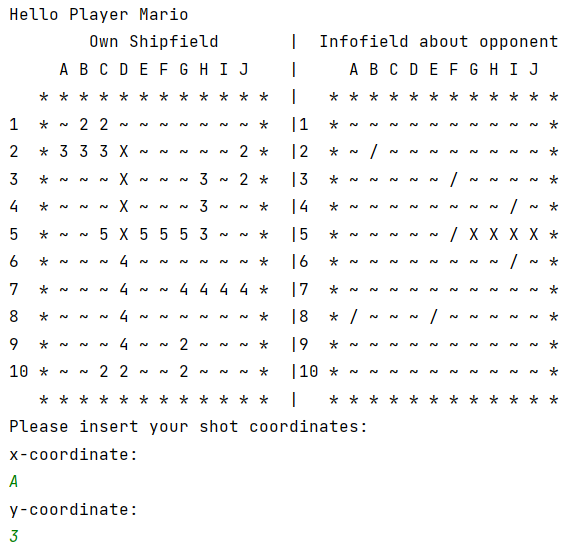 Hello Player Mario
        Own Shipfield       |  Infofield about opponent
     A B C D E F G H I J    |     A B C D E F G H I J
   * * * * * * * * * * * *  |   * * * * * * * * * * * *
1  * ~ 2 2 ~ ~ ~ ~ ~ ~ ~ *  |1  * ~ ~ ~ ~ ~ ~ ~ ~ ~ ~ *
2  * 3 3 3 X ~ ~ ~ ~ ~ 2 *  |2  * ~ / ~ ~ ~ ~ ~ ~ ~ ~ *
3  * ~ ~ ~ X ~ ~ ~ 3 ~ 2 *  |3  * ~ ~ ~ ~ ~ / ~ ~ ~ ~ *
4  * ~ ~ ~ X ~ ~ ~ 3 ~ ~ *  |4  * ~ ~ ~ ~ ~ ~ ~ ~ / ~ *
5  * ~ ~ 5 X 5 5 5 3 ~ ~ *  |5  * ~ ~ ~ ~ ~ / X X X X *
6  * ~ ~ ~ 4 ~ ~ ~ ~ ~ ~ *  |6  * ~ ~ ~ ~ ~ ~ ~ ~ / ~ *
7  * ~ ~ ~ 4 ~ ~ 4 4 4 4 *  |7  * ~ ~ ~ ~ ~ ~ ~ ~ ~ ~ *
8  * ~ ~ ~ 4 ~ ~ ~ ~ ~ ~ *  |8  * / ~ ~ ~ / ~ ~ ~ ~ ~ *
9  * ~ ~ ~ 4 ~ ~ 2 ~ ~ ~ *  |9  * ~ ~ ~ ~ ~ ~ ~ ~ ~ ~ *
10 * ~ ~ 2 2 ~ ~ 2 ~ ~ ~ *  |10 * ~ ~ ~ ~ ~ ~ ~ ~ ~ ~ *
   * * * * * * * * * * * *  |   * * * * * * * * * * * *
Please insert your shot coordinates:
x-coordinate:
A
y-coordinate:
3